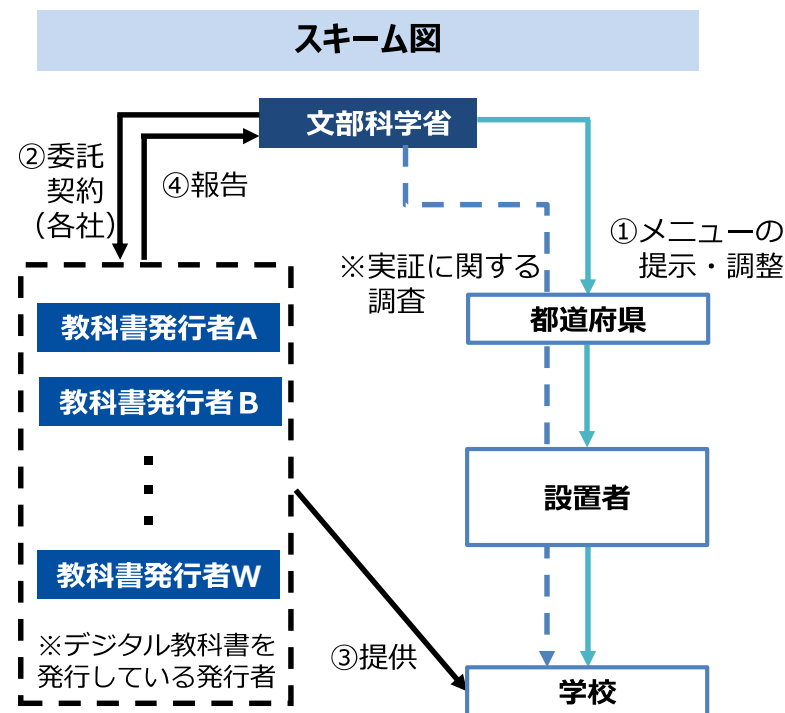 スキーム図
文部科学省
②委託
契約
(各社)
④報告
①メニューの
提示・調整
※実証に関する
調査
都道府県
教科書発行者A
教科書発行者B
設置者
教科書発行者W
※デジタル教科書を
発行している発行者
③提供
学校